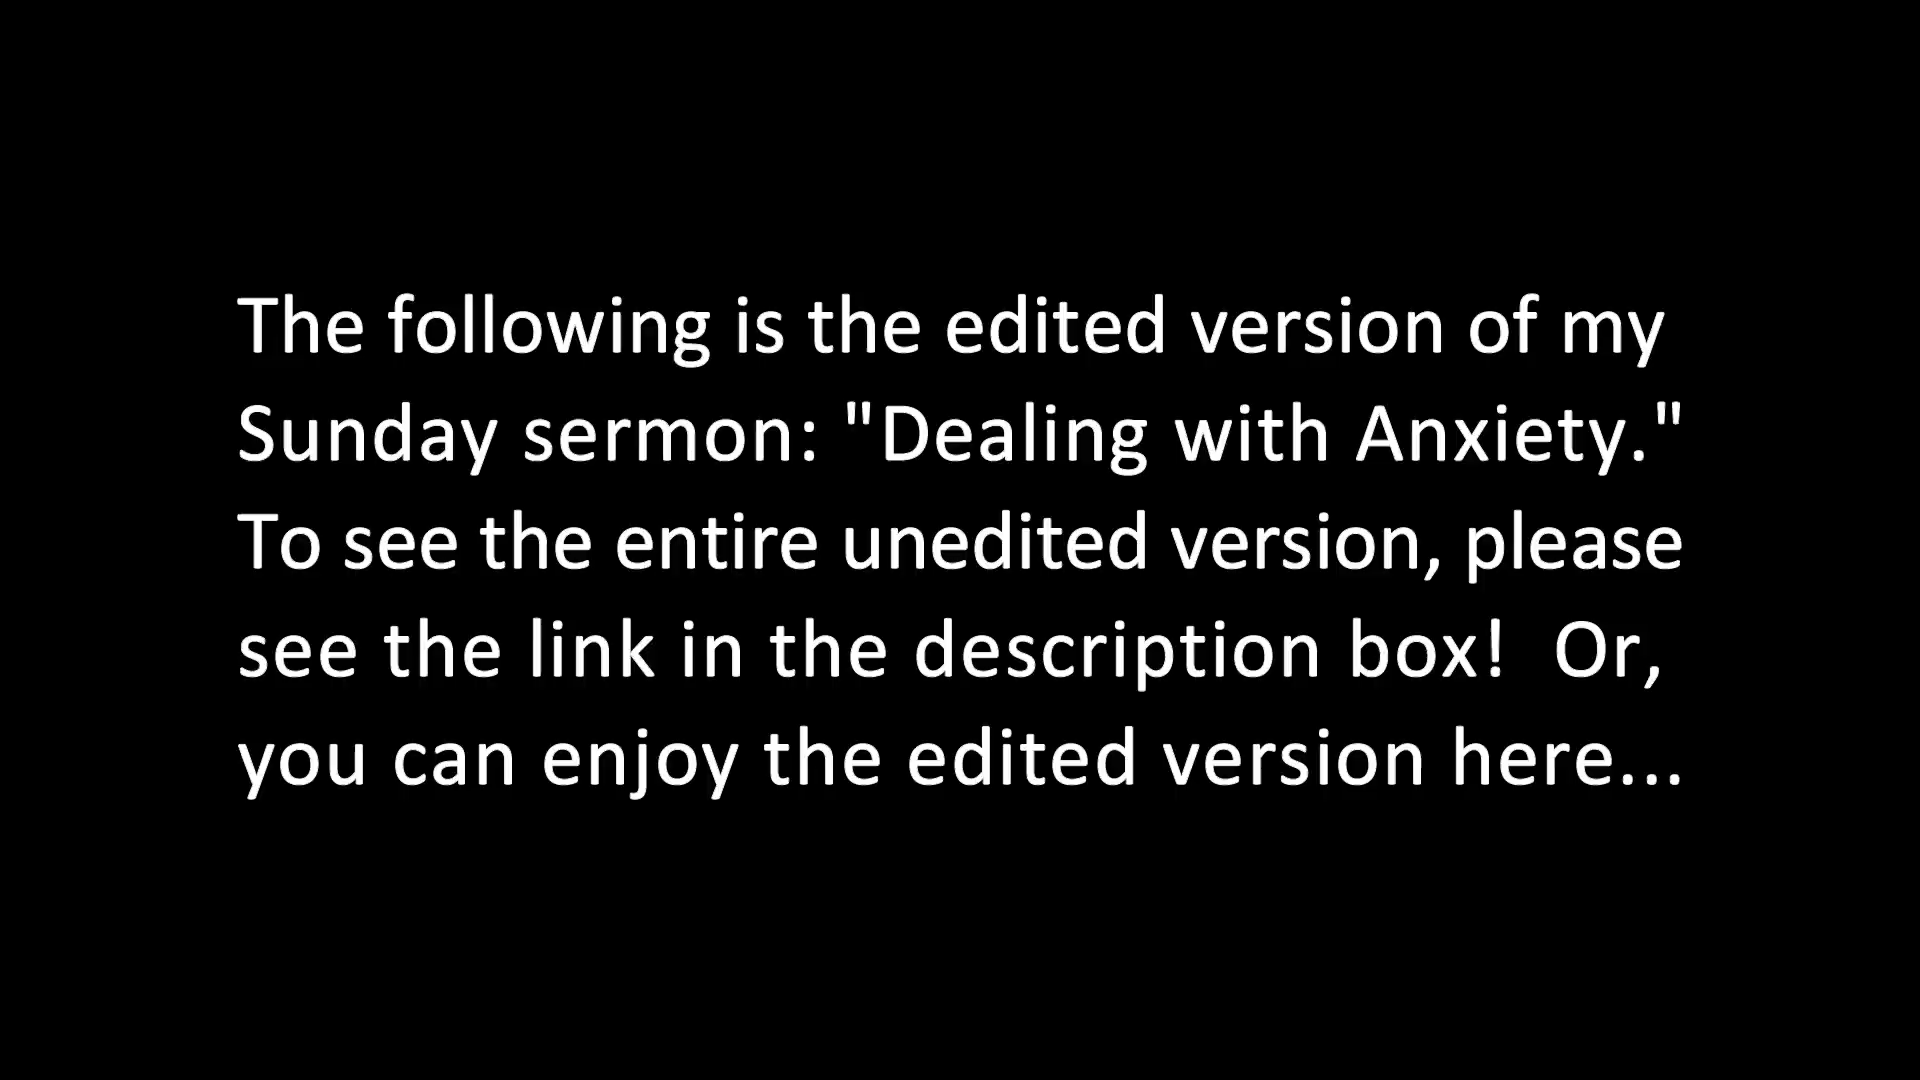 The following is the edited version of my
Sunday sermon: "Dealing with Anxiety."
To see the entire unedited version, please
see the link in the description box!  Or,
you can enjoy the edited version here...